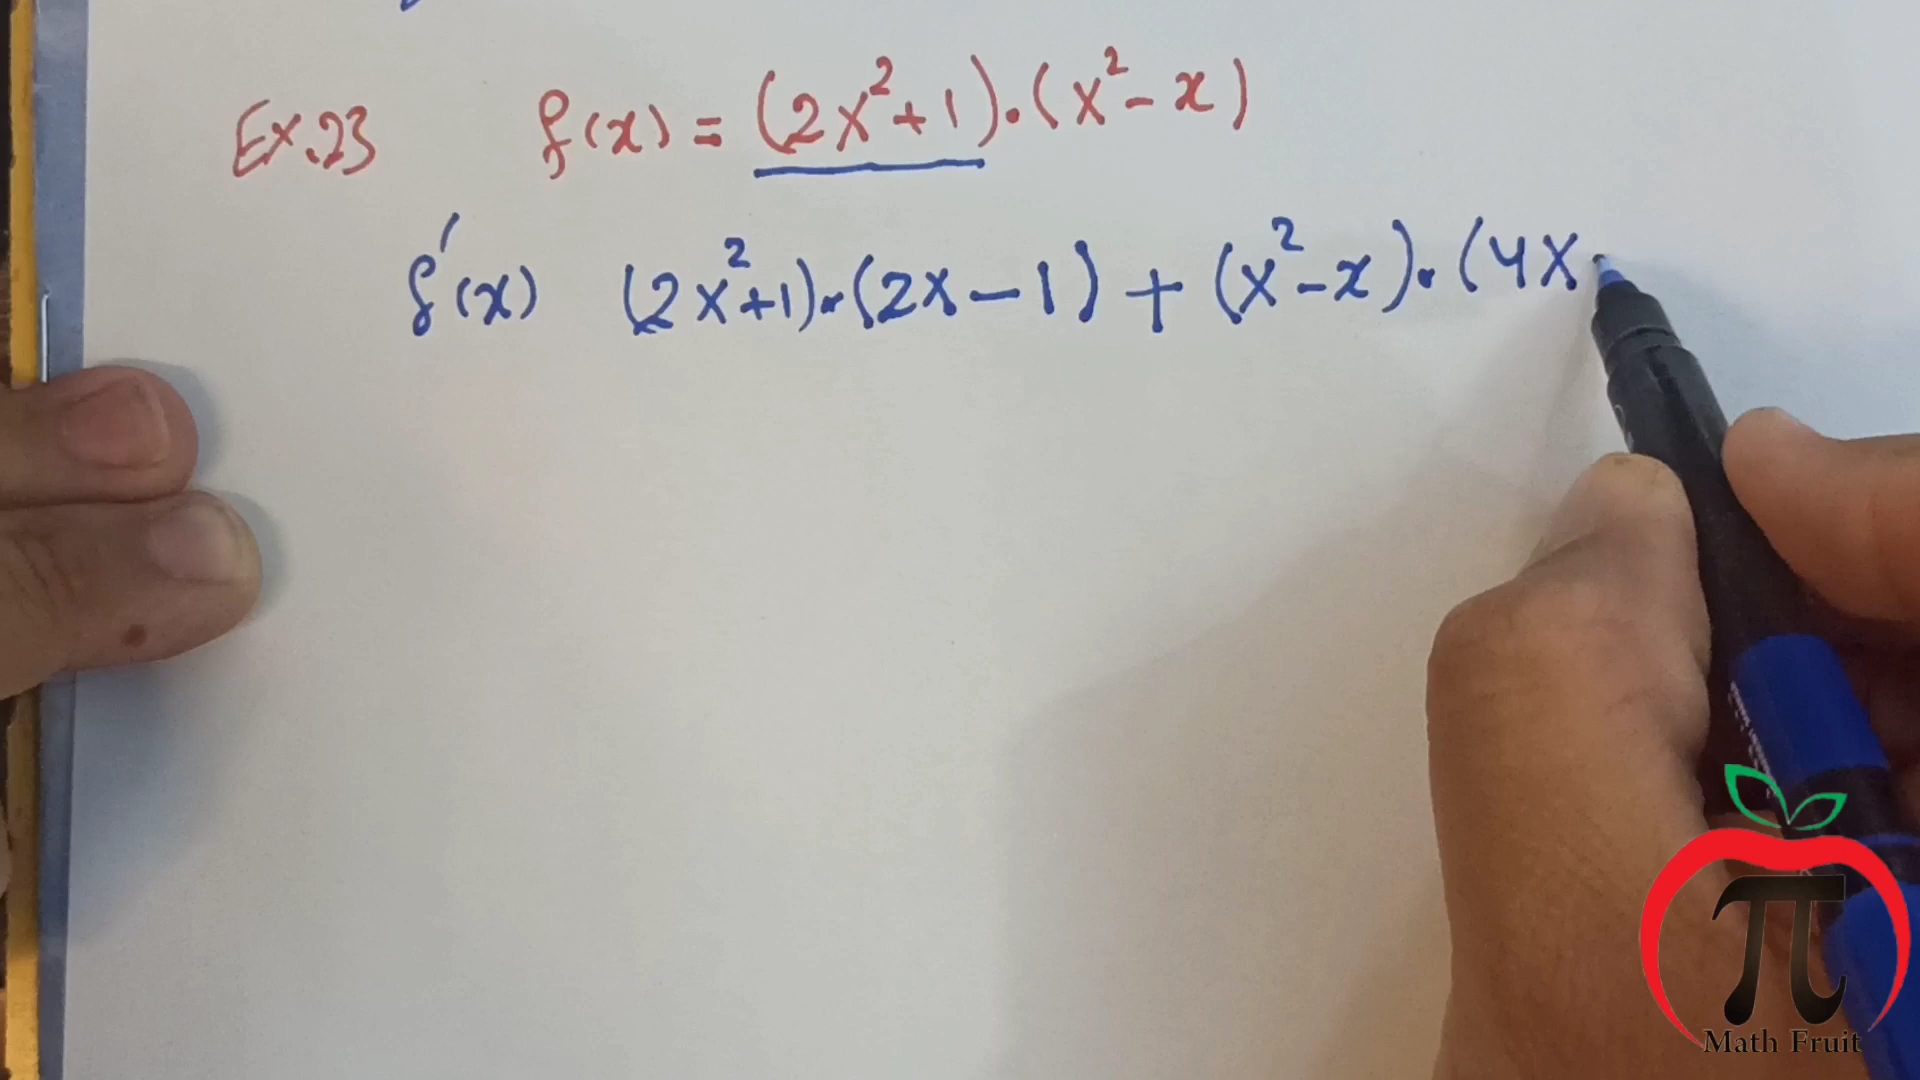 Ex.23 f(x) = (2x²+1)·(x²-x)
f'(x) (2x²+1)·(2x-1) + (x²-x)·(4x
Math Fruit